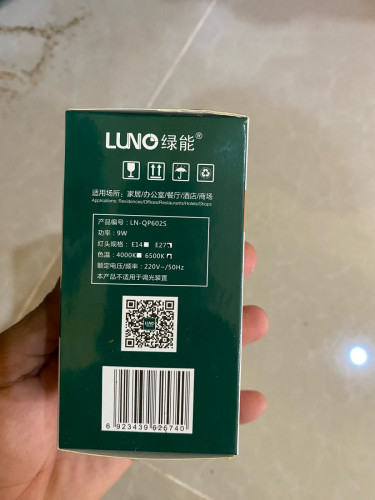 LUNO 绿能®
适用场所：家居/办公室/餐厅/酒店/商场
Applications: Residences/Offices/Restaurants/Hotels/Shops
产品编号：LN-QP602S
功率：9W
灯头规格：E14 E27
色温：4000K 6500K
额定电压/频率：220V~/50Hz
本产品不适用于调光装置
LUNO
6 923439 926740